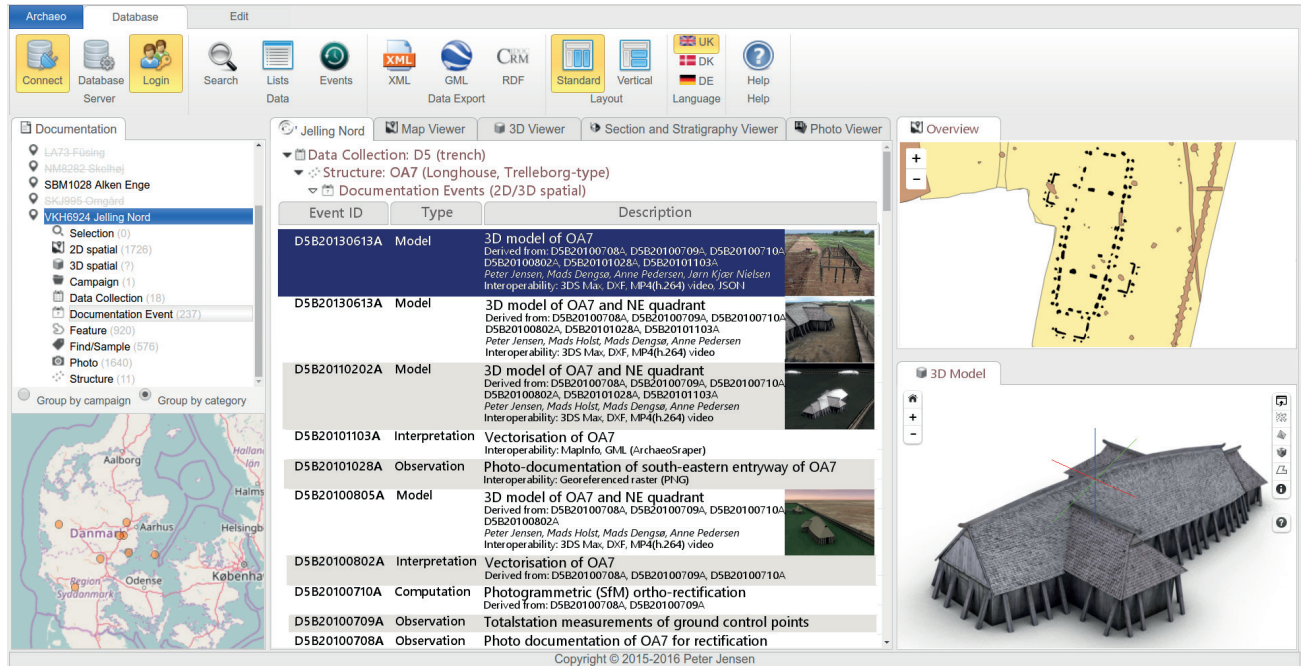 Archaeo Database Edit
Connect Database Login Search Lists Events XML GML RDF Standard Vertical UK DK DE Help
Server Data Data Export Layout Language Help
XML
CIDOC CRM
Documentation
LA73 Füsing
NM8282 Skelhøj
SBM1028 Alken Enge
SKJ995 Omgård
VKH6924 Jelling Nord
Selection (0)
2D spatial (1726)
3D spatial (7)
Campaign (1)
Data Collection (18)
Documentation Event (237)
Feature (920)
Find/Sample (576)
Photo (1640)
Structure (11)
Group by campaign Group by category
Aalborg
Hallan
län
Halms
Aarhus
Helsingb
Danmark
Region
Syddanmark
Odense
Københa
Jelling Nord Map Viewer 3D Viewer Section and Stratigraphy Viewer Photo Viewer
Data Collection: D5 (trench)
Structure: OA7 (Longhouse, Trelleborg-type)
Documentation Events (2D/3D spatial)
Event ID Type Description
D5B20130613A Model 3D model of OA7
Derived from: D5B20100708A, D5B20100709A, D5B20100710A
D5B20100802A, D5B20101028A, D5B20101103A
Peter Jensen, Mads Dengsø, Anne Pedersen, Jørn Kjær Nielsen
Interoperability: 3DS Max, DXF, MP4(h.264) video, JSON
D5B20130613A Model 3D model of OA7 and NE quadrant
Derived from: D5B20100708A, D5B20100709A, D5B20100710A
D5B20100802A, D5B20101028A, D5B20101103A
Peter Jensen, Mads Holst, Mads Dengsø, Anne Pedersen
Interoperability: 3DS Max, DXF, MP4(h.264) video
D5B20110202A Model 3D model of OA7 and NE quadrant
Derived from: D5B20100708A, D5B20100709A, D5B20100710A
D5B20100802A, D5B20101028A, D5B20101103A
Peter Jensen, Mads Holst, Mads Dengsø, Anne Pedersen
Interoperability: 3DS Max, DXF, MP4(h.264) video
D5B20101103A Interpretation Vectorisation of OA7
Interoperability: MapInfo, GML (ArchaeoSraper)
D5B20101028A Observation Photo-documentation of south-eastern entryway of OA7
Interoperability: Georeferenced raster (PNG)
D5B20100805A Model 3D model of OA7 and NE quadrant
Derived from: D5B20100708A, D5B20100709A, D5B20100710A
D5B20100802A
Peter Jensen, Mads Holst, Mads Dengsø, Anne Pedersen
Interoperability: 3DS Max, DXF, MP4(h.264) video
D5B20100802A Interpretation Vectorisation of OA7
Derived from: D5B20100708A, D5B20100709A, D5B20100710A
D5B20100710A Computation Photogrammetric (SfM) ortho-rectification
Derived from: D5B20100708A, D5B20100709A
D5B20100709A Observation Totalstation measurements of ground control points
D5B20100708A Observation Photo documentation of OA7 for rectification
Overview
+
−
3D Model
+
−
Copyright © 2015-2016 Peter Jensen